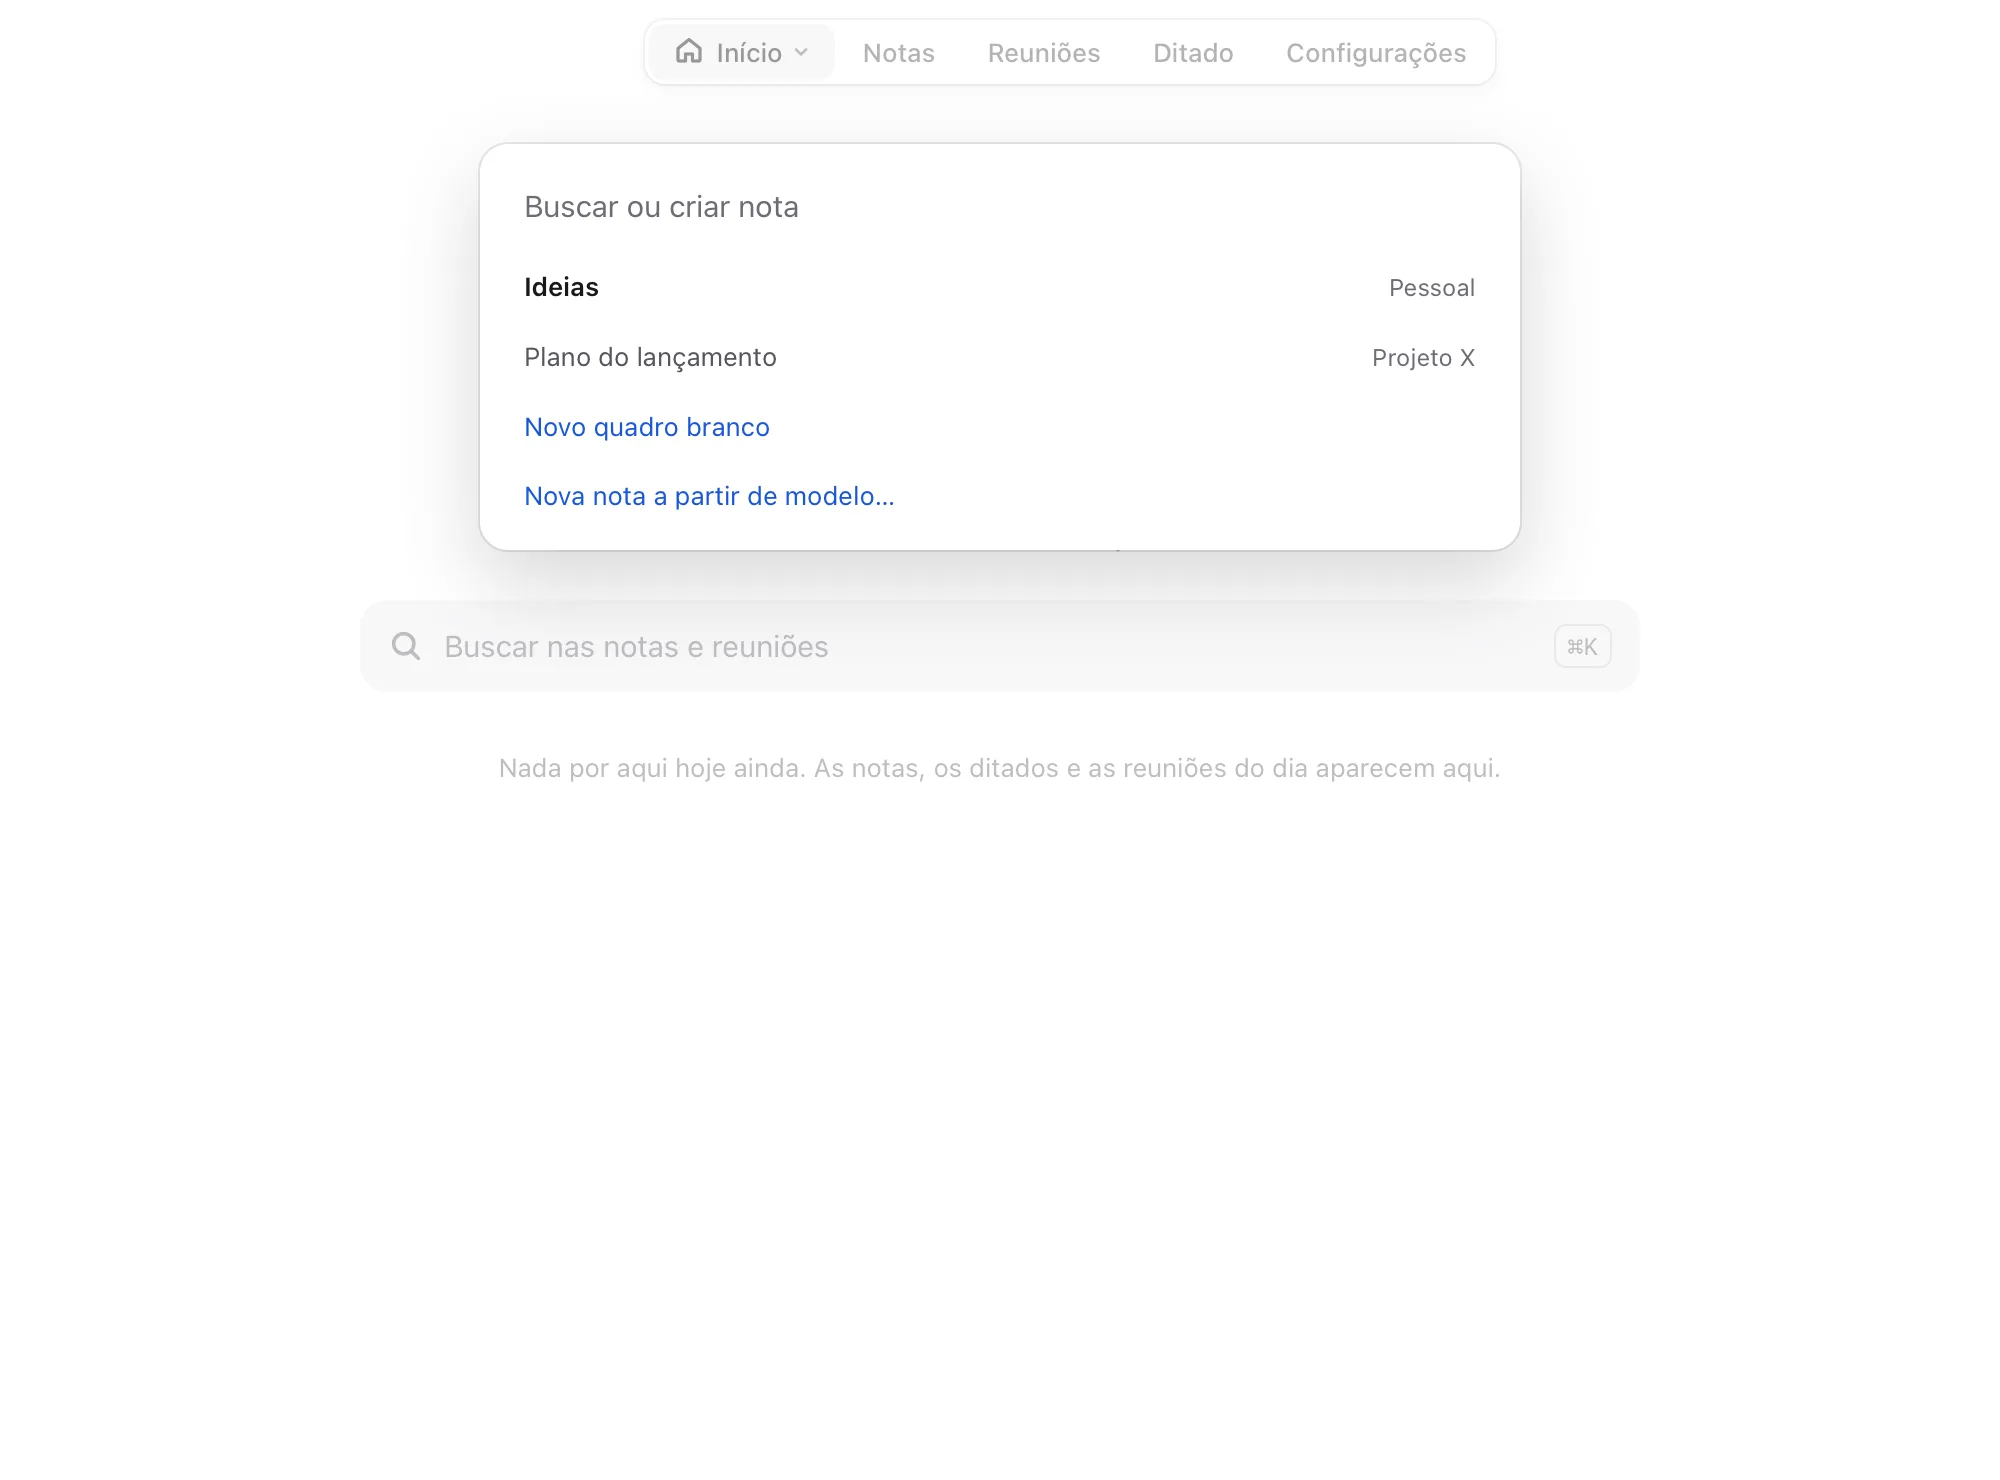 Início Notas Reuniões Ditado Configurações
Buscar ou criar nota
Ideias Pessoal
Plano do lançamento Projeto X
Novo quadro branco
Nova nota a partir de modelo...
Buscar nas notas e reuniões ⌘K
Nada por aqui hoje ainda. As notas, os ditados e as reuniões do dia aparecem aqui.